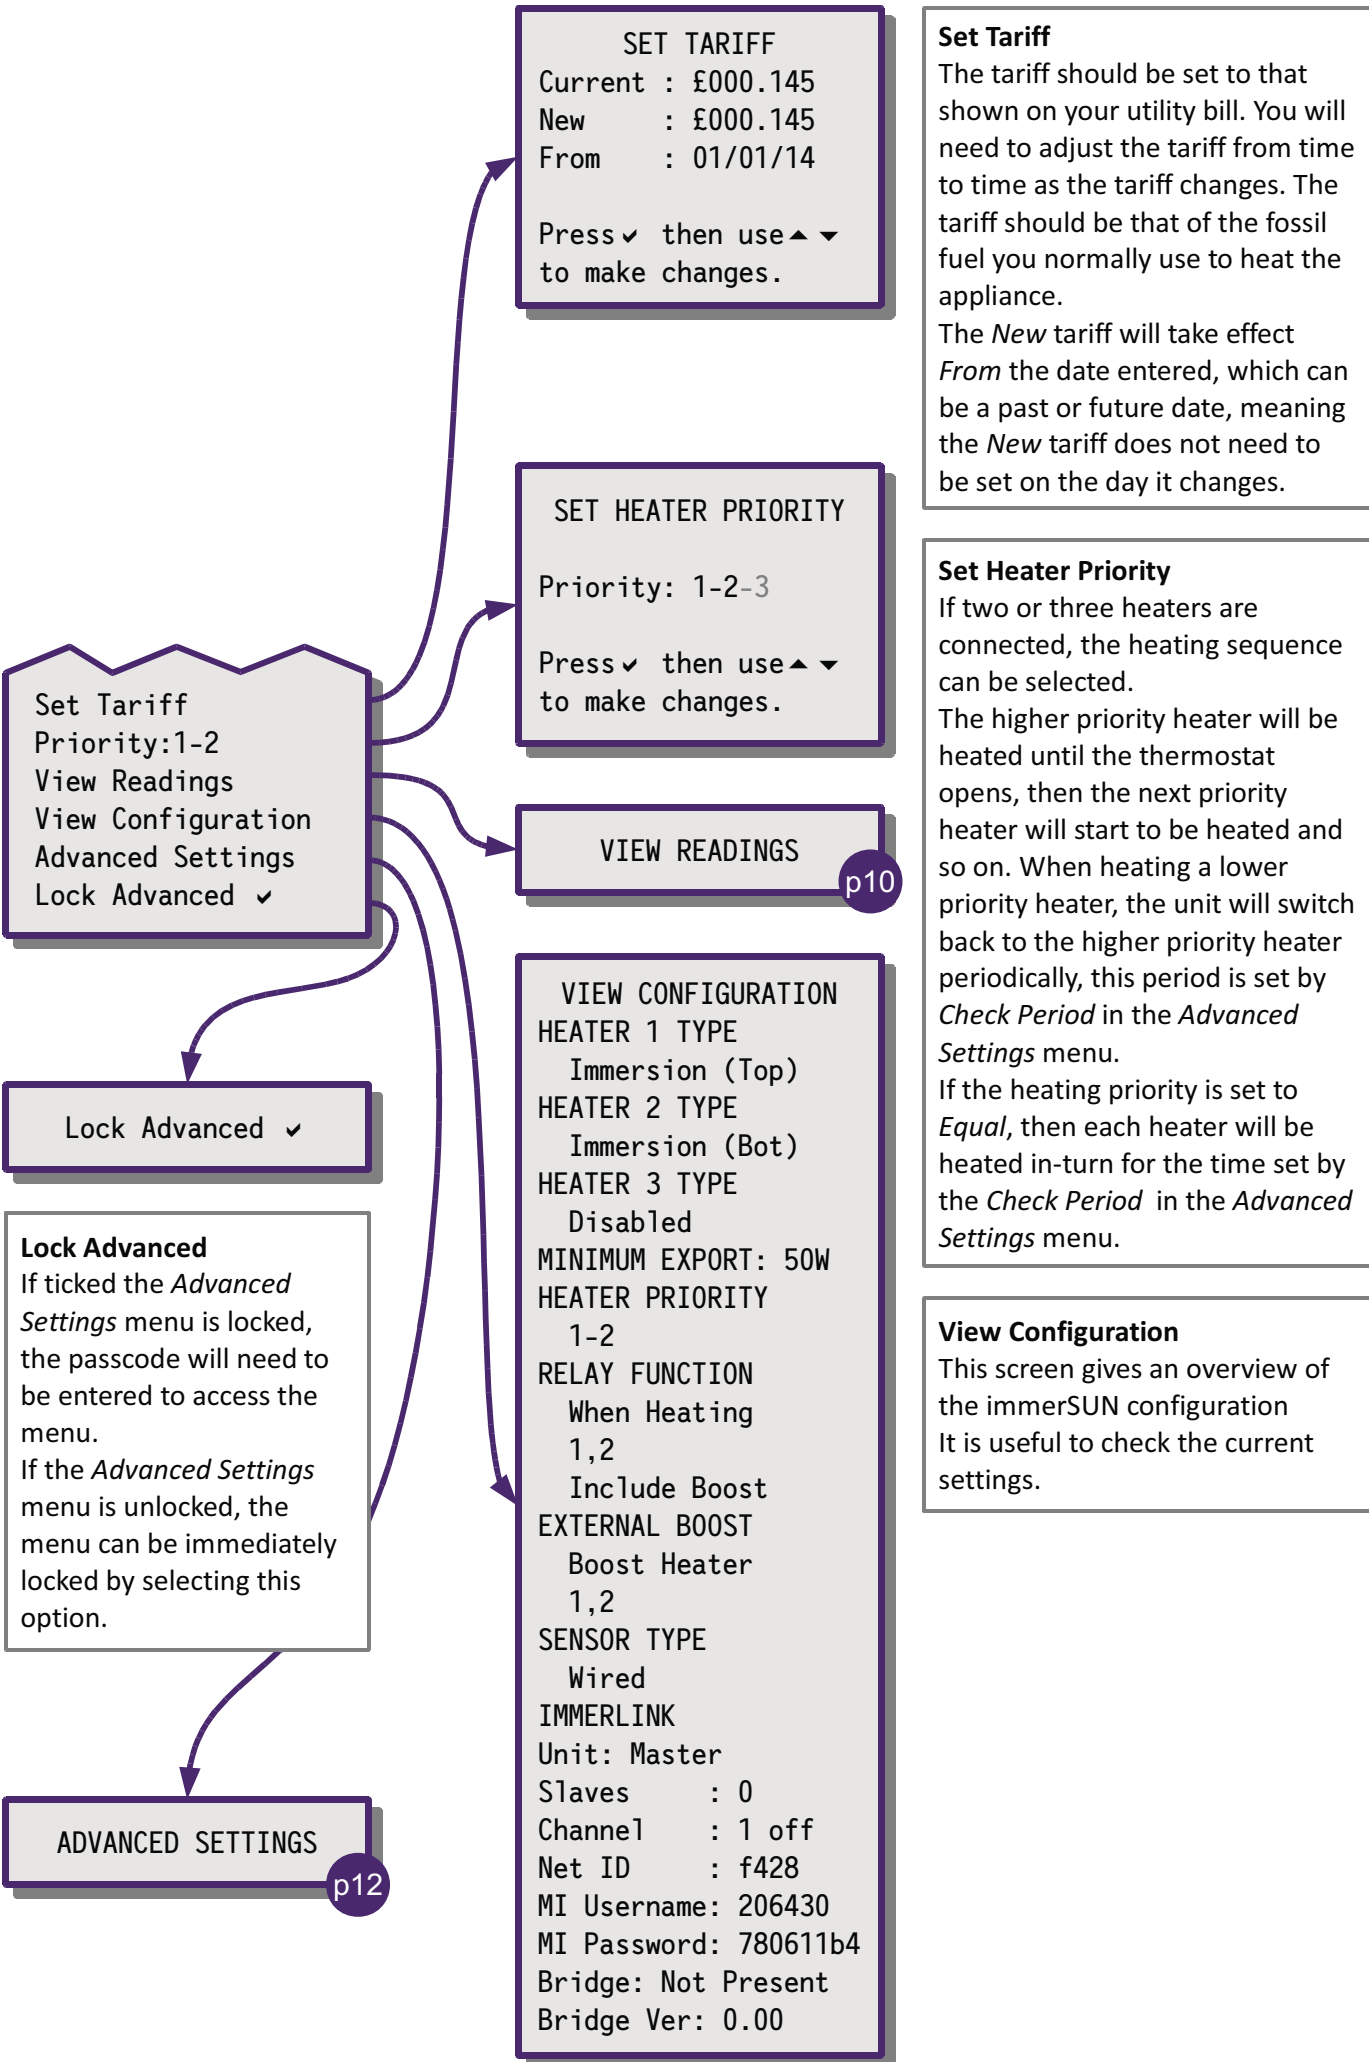 SET TARIFF
Current : £000.145
New : £000.145
From : 01/01/14
Press ✓ then use ▲ ▼
to make changes.
Set Tariff
The tariff should be set to that
shown on your utility bill. You will
need to adjust the tariff from time
to time as the tariff changes. The
tariff should be that of the fossil
fuel you normally use to heat the
appliance.
The New tariff will take effect
From the date entered, which can
be a past or future date, meaning
the New tariff does not need to
be set on the day it changes.
SET HEATER PRIORITY
Priority: 1-2-3
Press ✓ then use ▲ ▼
to make changes.
Set Heater Priority
If two or three heaters are
connected, the heating sequence
can be selected.
The higher priority heater will be
heated until the thermostat
opens, then the next priority
heater will start to be heated and
so on. When heating a lower
priority heater, the unit will switch
back to the higher priority heater
periodically, this period is set by
Check Period in the Advanced
Settings menu.
If the heating priority is set to
Equal, then each heater will be
heated in-turn for the time set by
the Check Period in the Advanced
Settings menu.
Set Tariff
Priority:1-2
View Readings
View Configuration
Advanced Settings
Lock Advanced ✓
VIEW READINGS
p10
Lock Advanced ✓
Lock Advanced
If ticked the Advanced
Settings menu is locked,
the passcode will need to
be entered to access the
menu.
If the Advanced Settings
menu is unlocked, the
menu can be immediately
locked by selecting this
option.
ADVANCED SETTINGS
p12
VIEW CONFIGURATION
HEATER 1 TYPE
Immersion (Top)
HEATER 2 TYPE
Immersion (Bot)
HEATER 3 TYPE
Disabled
MINIMUM EXPORT: 50W
HEATER PRIORITY
1-2
RELAY FUNCTION
When Heating
1,2
Include Boost
EXTERNAL BOOST
Boost Heater
1,2
SENSOR TYPE
Wired
IMMERLINK
Unit: Master
Slaves : 0
Channel : 1 off
Net ID : f428
MI Username: 206430
MI Password: 780611b4
Bridge: Not Present
Bridge Ver: 0.00
View Configuration
This screen gives an overview of
the immerSUN configuration
It is useful to check the current
settings.